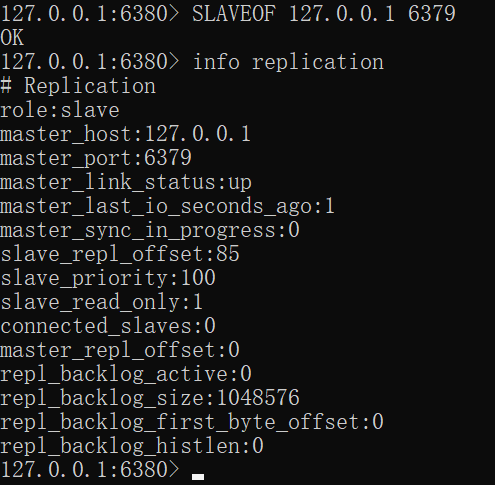 127.0.0.1:6380> SLAVEOF 127.0.0.1 6379
OK
127.0.0.1:6380> info replication
# Replication
role:slave
master_host:127.0.0.1
master_port:6379
master_link_status:up
master_last_io_seconds_ago:1
master_sync_in_progress:0
slave_repl_offset:85
slave_priority:100
slave_read_only:1
connected_slaves:0
master_repl_offset:0
repl_backlog_active:0
repl_backlog_size:1048576
repl_backlog_first_byte_offset:0
repl_backlog_histlen:0
127.0.0.1:6380>